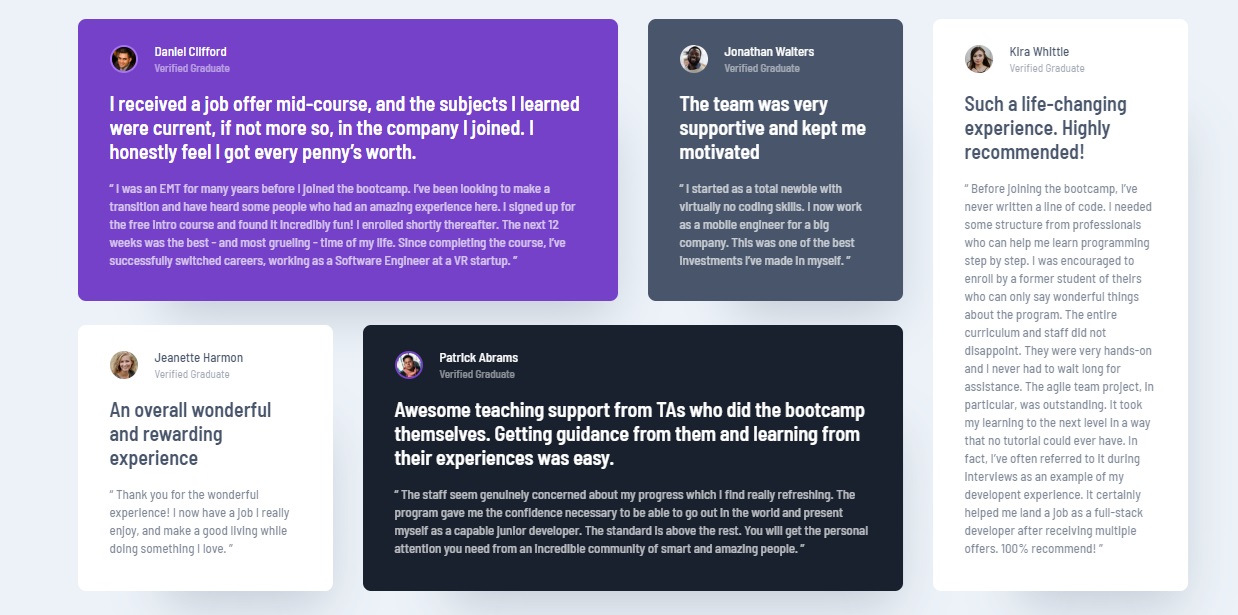 Daniel Clifford
Verified Graduate
I received a job offer mid-course, and the subjects I learned
were current, if not more so, in the company I joined. I
honestly feel I got every penny’s worth.
“ I was an EMT for many years before I joined the bootcamp. I’ve been looking to make a
transition and have heard some people who had an amazing experience here. I signed up for
the free intro course and found it incredibly fun! I enrolled shortly thereafter. The next 12
weeks was the best – and most grueling – time of my life. Since completing the course, I’ve
successfully switched careers, working as a Software Engineer at a VR startup. ”
Jonathan Walters
Verified Graduate
The team was very
supportive and kept me
motivated
“ I started as a total newbie with
virtually no coding skills. I now work
as a mobile engineer for a big
company. This was one of the best
investments I’ve made in myself. ”
Kira Whittle
Verified Graduate
Such a life-changing
experience. Highly
recommended!
“ Before joining the bootcamp, I’ve
never written a line of code. I needed
some structure from professionals
who can help me learn programming
step by step. I was encouraged to
enroll by a former student of theirs
who can only say wonderful things
about the program. The entire
curriculum and staff did not
disappoint. They were very hands-on
and I never had to wait long for
assistance. The agile team project, in
particular, was outstanding. It took
my learning to the next level in a way
that no tutorial could ever have. In
fact, I’ve often referred to it during
interviews as an example of my
developent experience. It certainly
helped me land a job as a full-stack
developer after receiving multiple
offers. 100% recommend! ”
Jeanette Harmon
Verified Graduate
An overall wonderful
and rewarding
experience
“ Thank you for the wonderful
experience! I now have a job I really
enjoy, and make a good living while
doing something I love. ”
Patrick Abrams
Verified Graduate
Awesome teaching support from TAs who did the bootcamp
themselves. Getting guidance from them and learning from
their experiences was easy.
“ The staff seem genuinely concerned about my progress which I find really refreshing. The
program gave me the confidence necessary to be able to go out in the world and present
myself as a capable junior developer. The standard is above the rest. You will get the personal
attention you need from an incredible community of smart and amazing people. ”